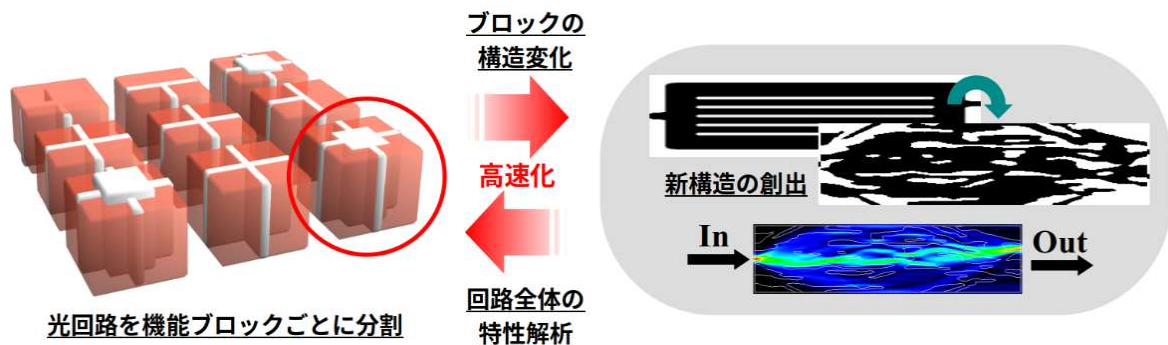 ブロックの
構造変化
高速化
回路全体の
特性解析
光回路を機能ブロックごとに分割
新構造の創出
In
Out